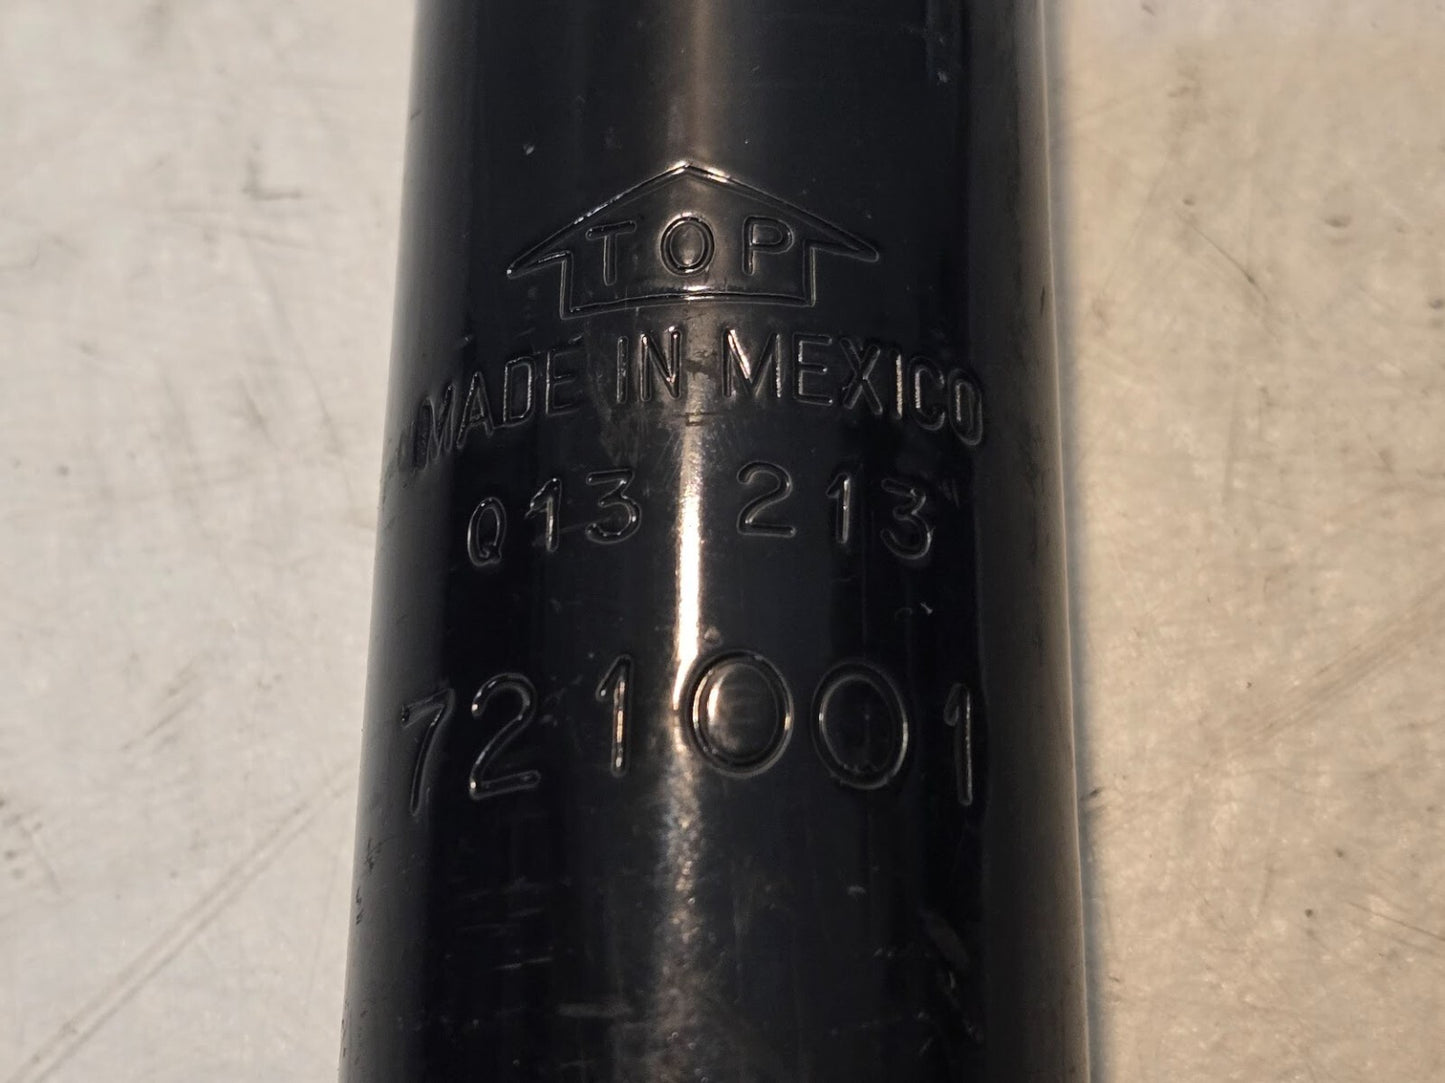 TOP
MADE IN MEXICO
Q13 213
721001